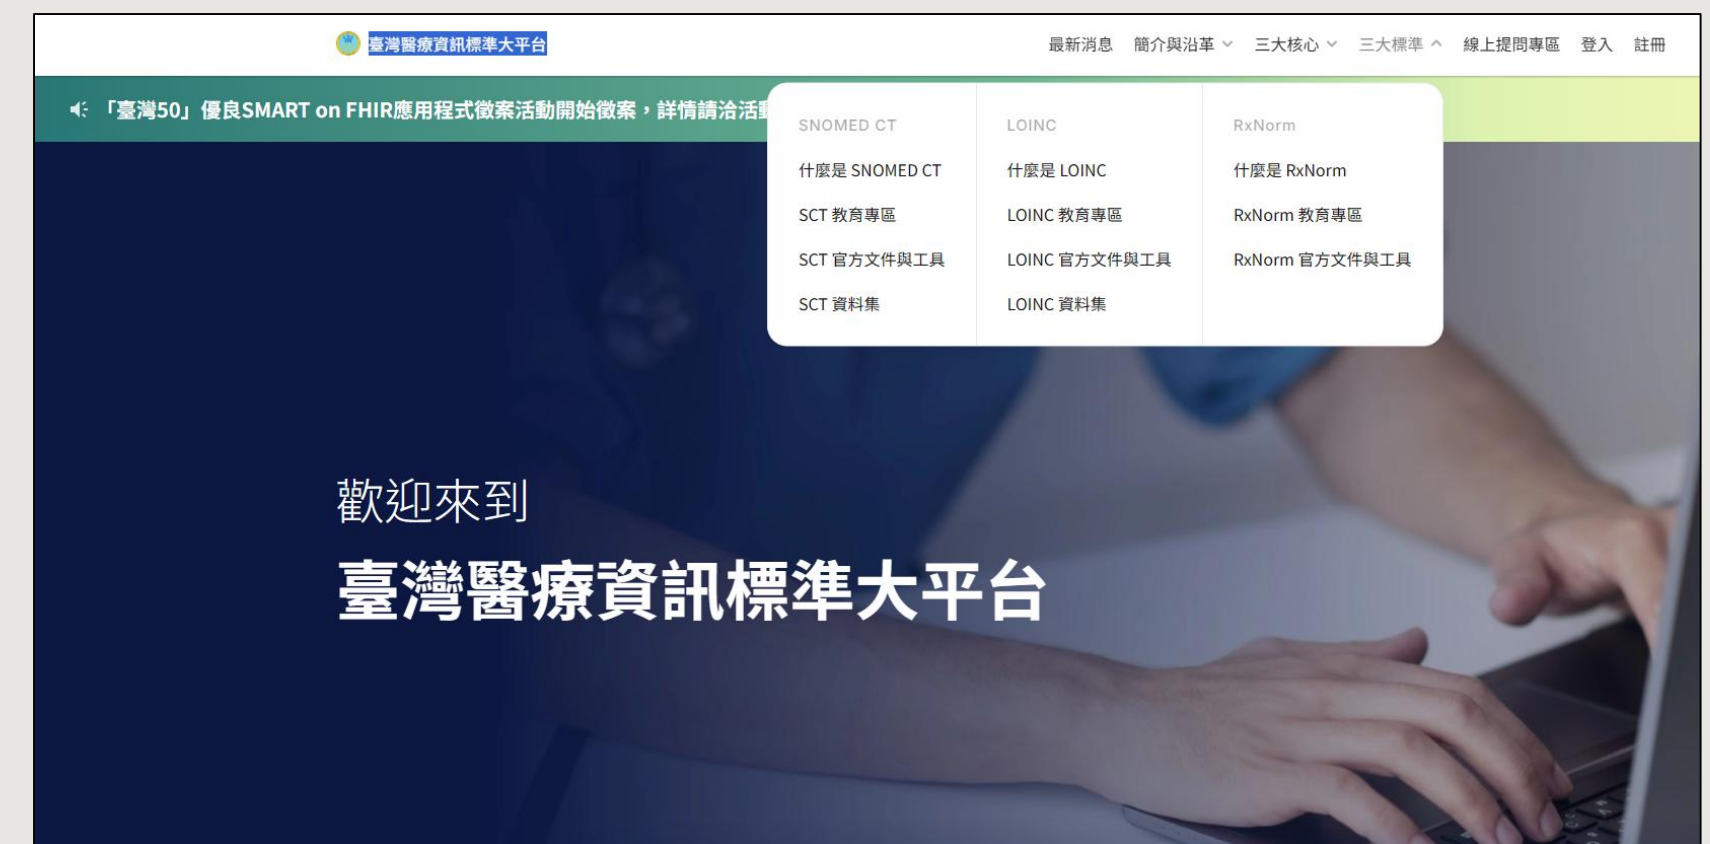 臺灣醫療資訊標準大平台
最新消息 簡介與沿革 三大核心 三大標準 線上提問專區 登入 註冊
「臺灣50」優良SMART on FHIR應用程式徵案活動開始徵案，詳情請洽活
SNOMED CT
什麼是 SNOMED CT
SCT 教育專區
SCT 官方文件與工具
SCT 資料集
LOINC
什麼是 LOINC
LOINC 教育專區
LOINC 官方文件與工具
LOINC 資料集
RxNorm
什麼是 RxNorm
RxNorm 教育專區
RxNorm 官方文件與工具
歡迎來到
臺灣醫療資訊標準大平台